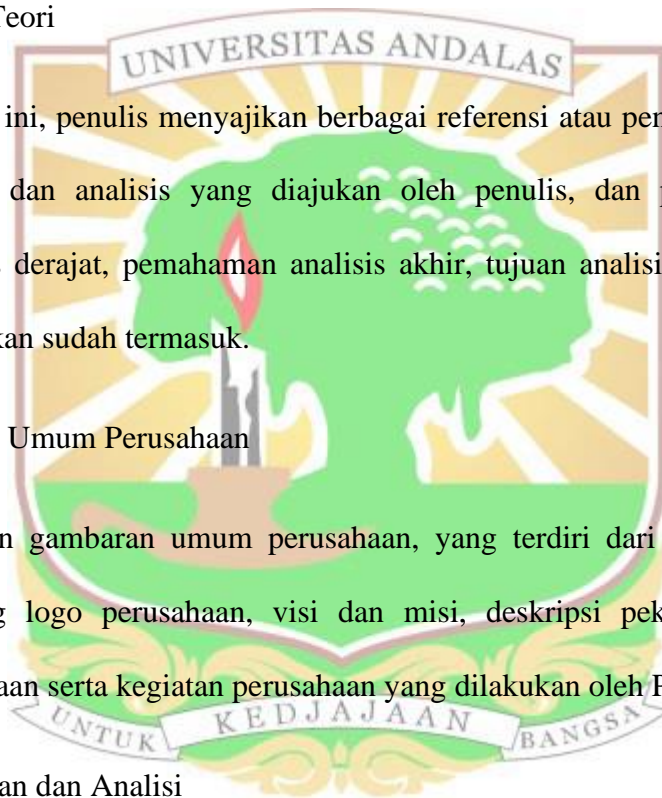 Teori
UNIVERSITAS ANDALAS
ini, penulis menyajikan berbagai referensi atau pen
dan analisis yang diajukan oleh penulis, dan p
derajat, pemahaman analisis akhir, tujuan analisi
kan sudah termasuk.
Umum Perusahaan
n gambaran umum perusahaan, yang terdiri dari
g logo perusahaan, visi dan misi, deskripsi pek
aan serta kegiatan perusahaan yang dilakukan oleh P
UNTUK KEDJAJAAN BANGSA
an dan Analisi